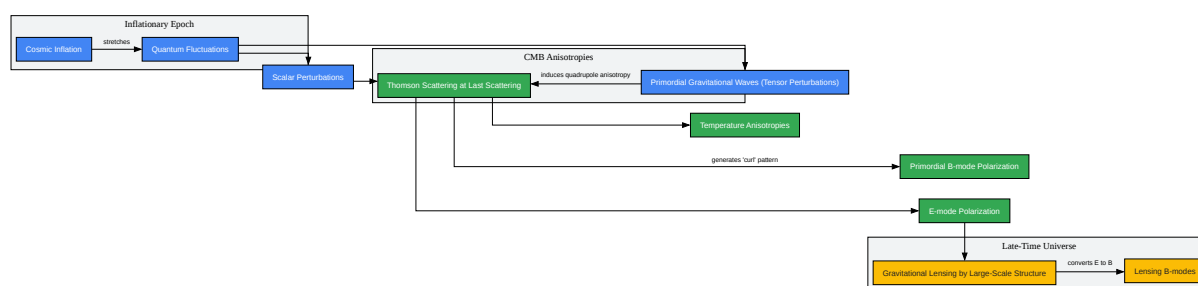 Inflationary Epoch
Cosmic Inflation
stretches
Quantum Fluctuations
Scalar Perturbations
CMB Anisotropies
Thomson Scattering at Last Scattering
induces quadrupole anisotropy
Primordial Gravitational Waves (Tensor Perturbations)
Temperature Anisotropies
generates 'curl' pattern
Primordial B-mode Polarization
E-mode Polarization
Late-Time Universe
Gravitational Lensing by Large-Scale Structure
converts E to B
Lensing B-modes